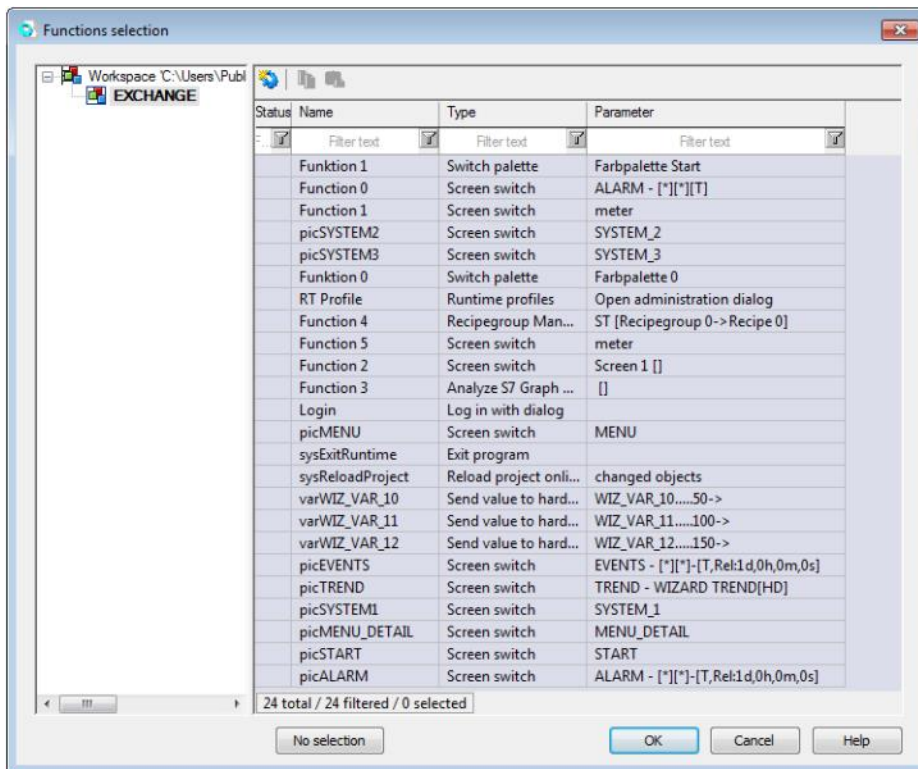 Functions selection
Workspace 'C:\Users\Publ
EXCHANGE
Status Name Type Parameter
F... Filter text Filter text Filter text
Funktion 1 Switch palette Farbpalette Start
Function 0 Screen switch ALARM - [*][*][T]
Function 1 Screen switch meter
picSYSTEM2 Screen switch SYSTEM_2
picSYSTEM3 Screen switch SYSTEM_3
Funktion 0 Switch palette Farbpalette 0
RT Profile Runtime profiles Open administration dialog
Function 4 Recipegroup Man... ST [Recipegroup 0->Recipe 0]
Function 5 Screen switch meter
Function 2 Screen switch Screen 1 []
Function 3 Analyze S7 Graph ... []
Login Log in with dialog
picMENU Screen switch MENU
sysExitRuntime Exit program
sysReloadProject Reload project onli... changed objects
varWIZ_VAR_10 Send value to hard... WIZ_VAR_10.....50->
varWIZ_VAR_11 Send value to hard... WIZ_VAR_11.....100->
varWIZ_VAR_12 Send value to hard... WIZ_VAR_12.....150->
picEVENTS Screen switch EVENTS - [*][*]-[T,Rel:1d,0h,0m,0s]
picTREND Screen switch TREND - WIZARD TREND[HD]
picSYSTEM1 Screen switch SYSTEM_1
picMENU_DETAIL Screen switch MENU_DETAIL
picSTART Screen switch START
picALARM Screen switch ALARM - [*][*]-[T,Rel:1d,0h,0m,0s]
24 total / 24 filtered / 0 selected
No selection OK Cancel Help